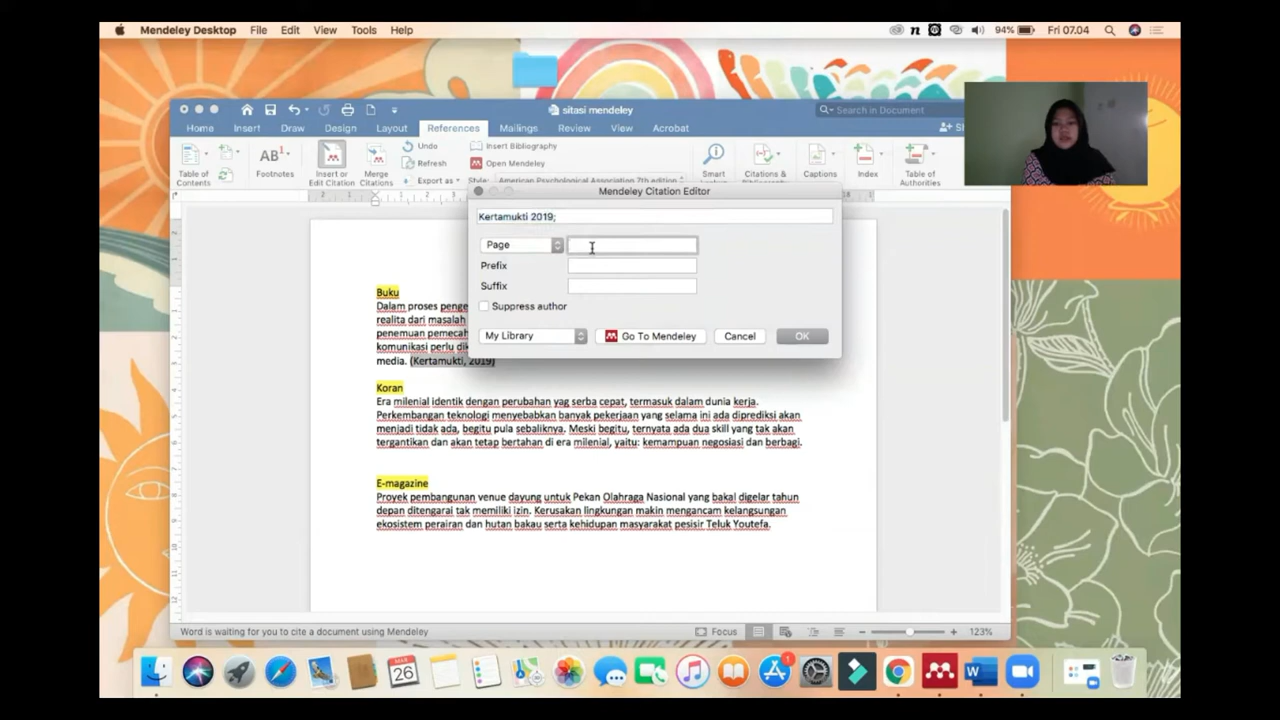 Mendeley Desktop File Edit View Tools Help 94% Fri 07.04
sitasi mendeley Search in Document
Home Insert Draw Design Layout References Mailings Review View Acrobat
Table of Contents
Footnotes
Insert or Edit Citation
Merge Citations
Undo
Refresh
Export as
Insert Bibliography
Open Mendeley
American Psychological Association 7th edition
Smart
Citations &
Captions
Index
Table of Authorities
Mendeley Citation Editor
Kertamukti 2019;
Page
Prefix
Suffix
Suppress author
My Library Go To Mendeley Cancel OK
Buku
Dalam proses
realita dari masalah
penemuan
komunikasi perlu
media. (Kertamukti, 2019)
Koran
Era milenial identik dengan perubahan yag serba cepat, termasuk dalam dunia kerja.
Perkembangan teknologi menyebabkan banyak pekerjaan yang selama ini ada diprediksi akan
menjadi tidak ada, begitu pula sebaliknya. Meski begitu, ternyata ada dua skill yang tak akan
tergantikan dan akan tetap bertahan di era milenial, yaitu: kemampuan negosiasi dan berbagi.
E-magazine
Proyek pembangunan venue dayung untuk Pekan Olahraga Nasional yang bakal digelar tahun
depan ditengarai tak memiliki izin. Kerusakan lingkungan makin mengancam kelangsungan
ekosistem perairan dan hutan bakau serta kehidupan masyarakat pesisir Teluk Youtefa.
Word is waiting for you to cite a document using Mendeley Focus 123%
MAR
26
1